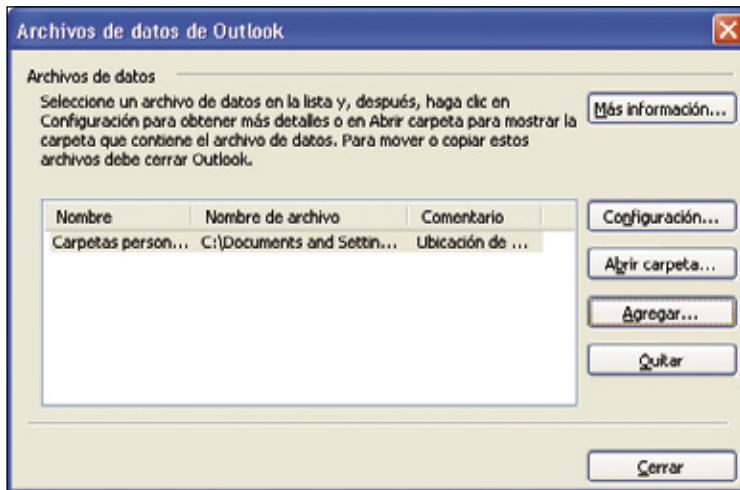 Archivos de datos de Outlook
Archivos de datos
Seleccione un archivo de datos en la lista y, después, haga clic en
Configuración para obtener más detalles o en Abrir carpeta para mostrar la
carpeta que contiene el archivo de datos. Para mover o copiar estos
archivos debe cerrar Outlook.
Más información...
Nombre Nombre de archivo Comentario
Carpetas person... C:\Documents and Settin... Ubicación de ...
Configuración...
Abrir carpeta...
Agregar...
Quitar
Cerrar